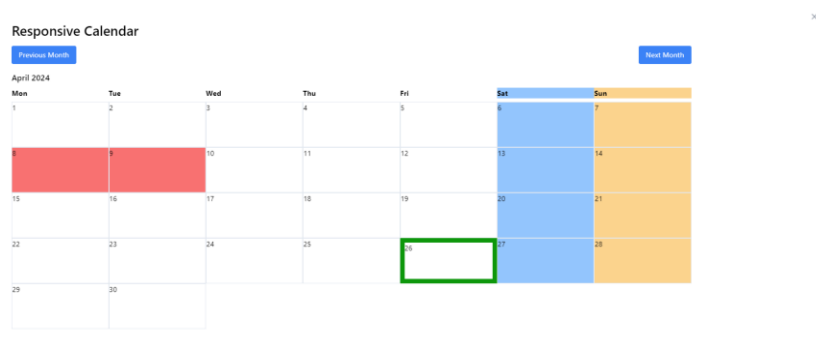 ×
Responsive Calendar
Previous Month Next Month
April 2024
Mon Tue Wed Thu Fri Sat Sun
1 2 3 4 5 6 7
8 9 10 11 12 13 14
15 16 17 18 19 20 21
22 23 24 25 26 27 28
29 30